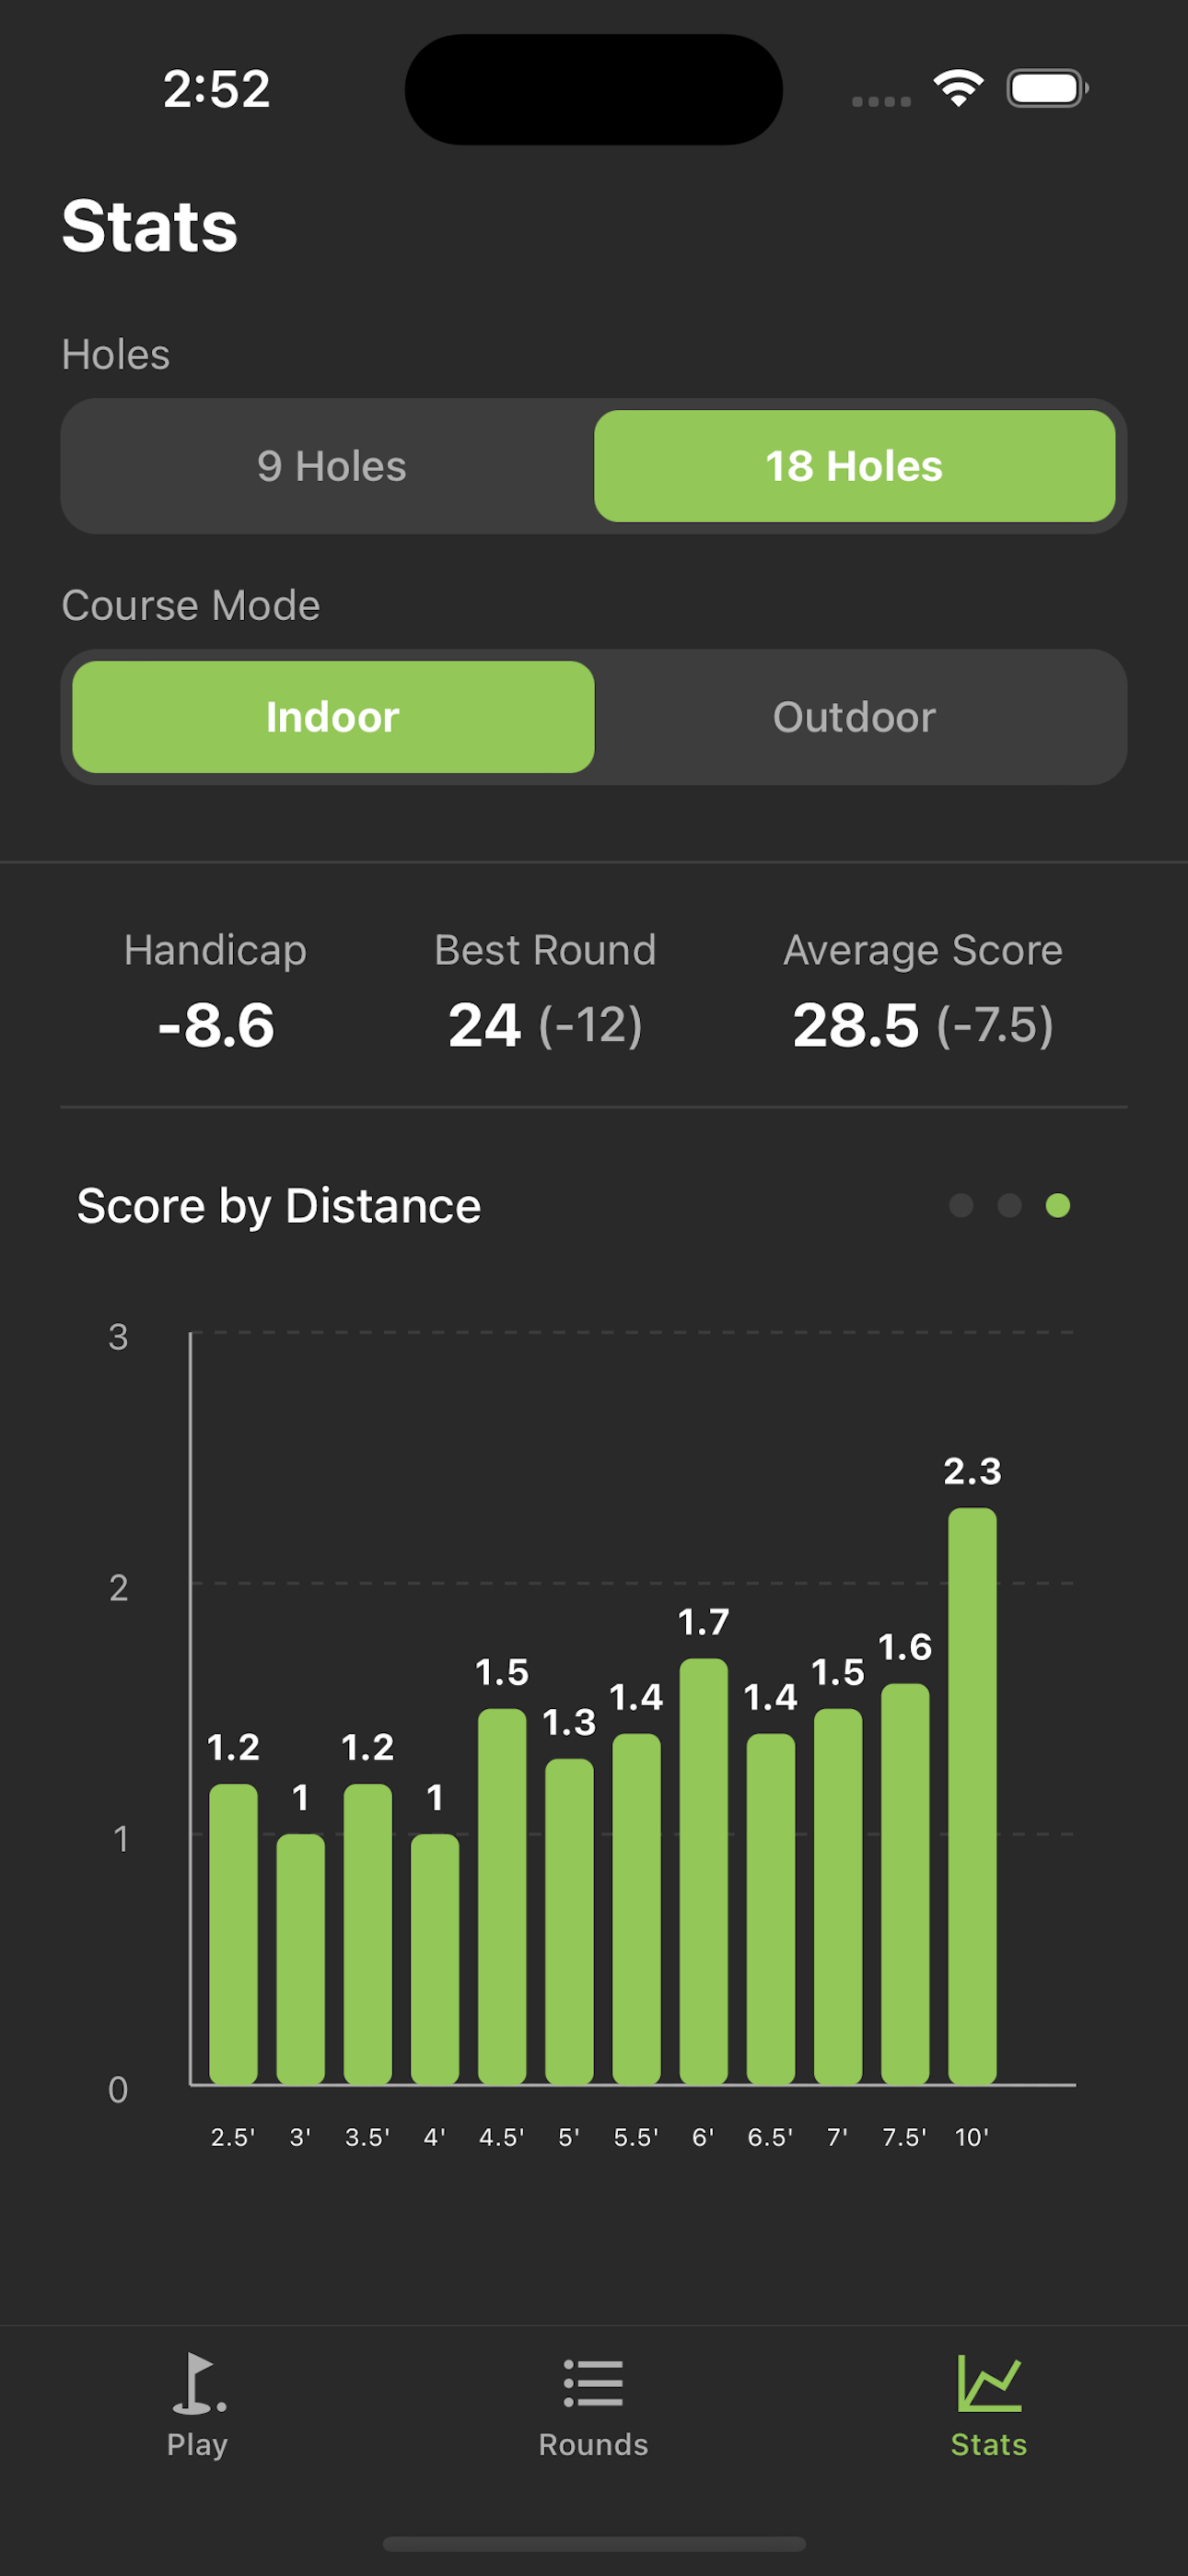 2:52
Stats
Holes
9 Holes 18 Holes
Course Mode
Indoor Outdoor
Handicap Best Round Average Score
-8.6 24 (-12) 28.5 (-7.5)
Score by Distance
3
2.3
2
1.7
1.6
1.5 1.5
1.4 1.4
1.3
1.2 1.2
1 1
1
0
2.5' 3' 3.5' 4' 4.5' 5' 5.5' 6' 6.5' 7' 7.5' 10'
Play Rounds Stats